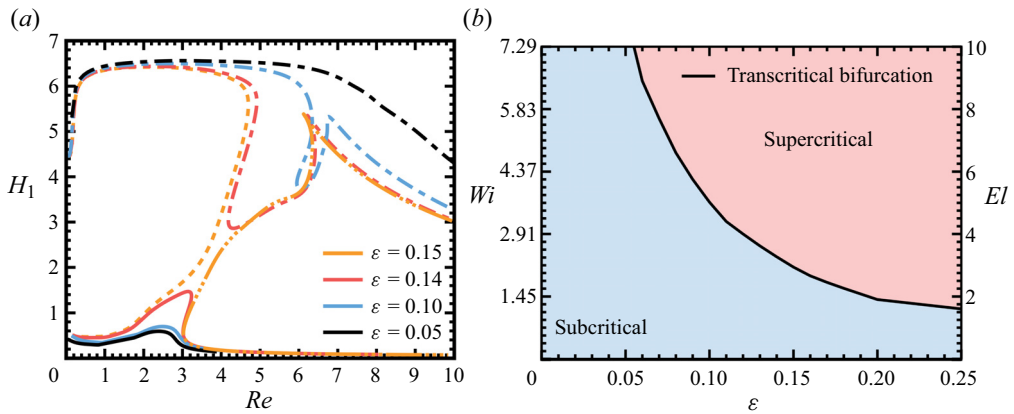 (a)
7
6
5
4
3
2
1
H1
0 1 2 3 4 5 6 7 8 9 10
Re
ε = 0.15
ε = 0.14
ε = 0.10
ε = 0.05
(b)
7.29
5.83
4.37
2.91
1.45
Wi
Transcritical bifurcation
Supercritical
Subcritical
10
8
6
4
2
El
0 0.05 0.10 0.15 0.20 0.25
ε